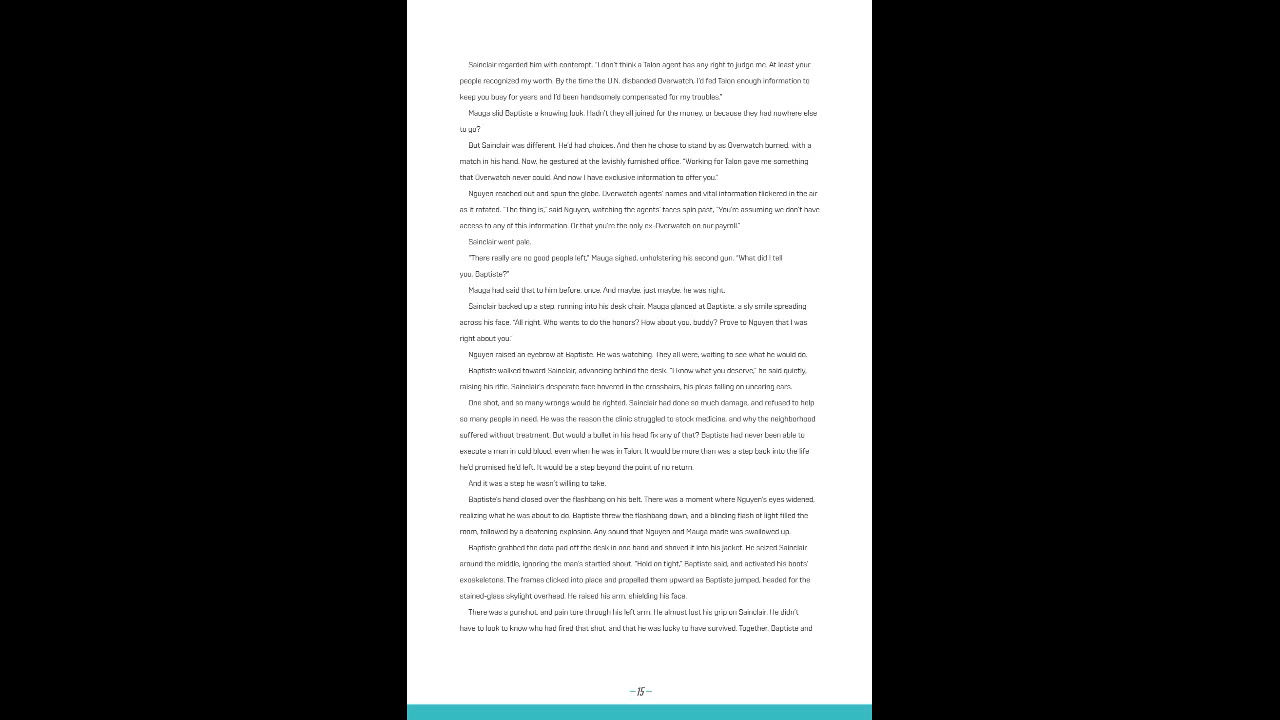 Sainclair regarded him with contempt. “I don’t think a Talon agent has any right to judge me. At least your
people recognized my worth. By the time the U.N. disbanded Overwatch, I’d fed Talon enough information to
keep you busy for years and I’d been handsomely compensated for my troubles.”
Mauga slid Baptiste a knowing look. Hadn’t they all joined for the money, or because they had nowhere else
to go?
But Sainclair was different. He’d had choices. And then he chose to stand by as Overwatch burned, with a
match in his hand. Now, he gestured at the lavishly furnished office. “Working for Talon gave me something
that Overwatch never could. And now I have exclusive information to offer you.”
Nguyen reached out and spun the globe. Overwatch agents’ names and vital information flickered in the air
as it rotated. “The thing is,” said Nguyen, watching the agents’ faces spin past, “You’re assuming we don’t have
access to any of this information. Or that you’re the only ex-Overwatch on our payroll.”
Sainclair went pale.
“There really are no good people left,” Mauga sighed, unholstering his second gun. “What did I tell
you, Baptiste?”
Mauga had said that to him before, once. And maybe, just maybe, he was right.
Sainclair backed up a step, running into his desk chair. Mauga glanced at Baptiste, a sly smile spreading
across his face. “All right. Who wants to do the honors? How about you, buddy? Prove to Nguyen that I was
right about you.”
Nguyen raised an eyebrow at Baptiste. He was watching. They all were, waiting to see what he would do.
Baptiste walked toward Sainclair, advancing behind the desk. “I know what you deserve,” he said quietly,
raising his rifle. Sainclair’s desperate face hovered in the crosshairs, his pleas falling on uncaring ears.
One shot, and so many wrongs would be righted. Sainclair had done so much damage, and refused to help
so many people in need. He was the reason the clinic struggled to stock medicine, and why the neighborhood
suffered without treatment. But would a bullet in his head fix any of that? Baptiste had never been able to
execute a man in cold blood, even when he was in Talon. It would be more than was a step back into the life
he’d promised he’d left. It would be a step beyond the point of no return.
And it was a step he wasn’t willing to take.
Baptiste’s hand closed over the flashbang on his belt. There was a moment where Nguyen’s eyes widened,
realizing what he was about to do. Baptiste threw the flashbang down, and a blinding flash of light filled the
room, followed by a deafening explosion. Any sound that Nguyen and Mauga made was swallowed up.
Baptiste grabbed the data pad off the desk in one hand and shoved it into his jacket. He seized Sainclair
around the middle, ignoring the man’s startled shout. “Hold on tight,” Baptiste said, and activated his boots’
exoskeletons. The frames clicked into place and propelled them upward as Baptiste jumped, headed for the
stained-glass skylight overhead. He raised his arm, shielding his face.
There was a gunshot, and pain tore through his left arm. He almost lost his grip on Sainclair. He didn’t
have to look to know who had fired that shot, and that he was lucky to have survived. Together, Baptiste and
—15—